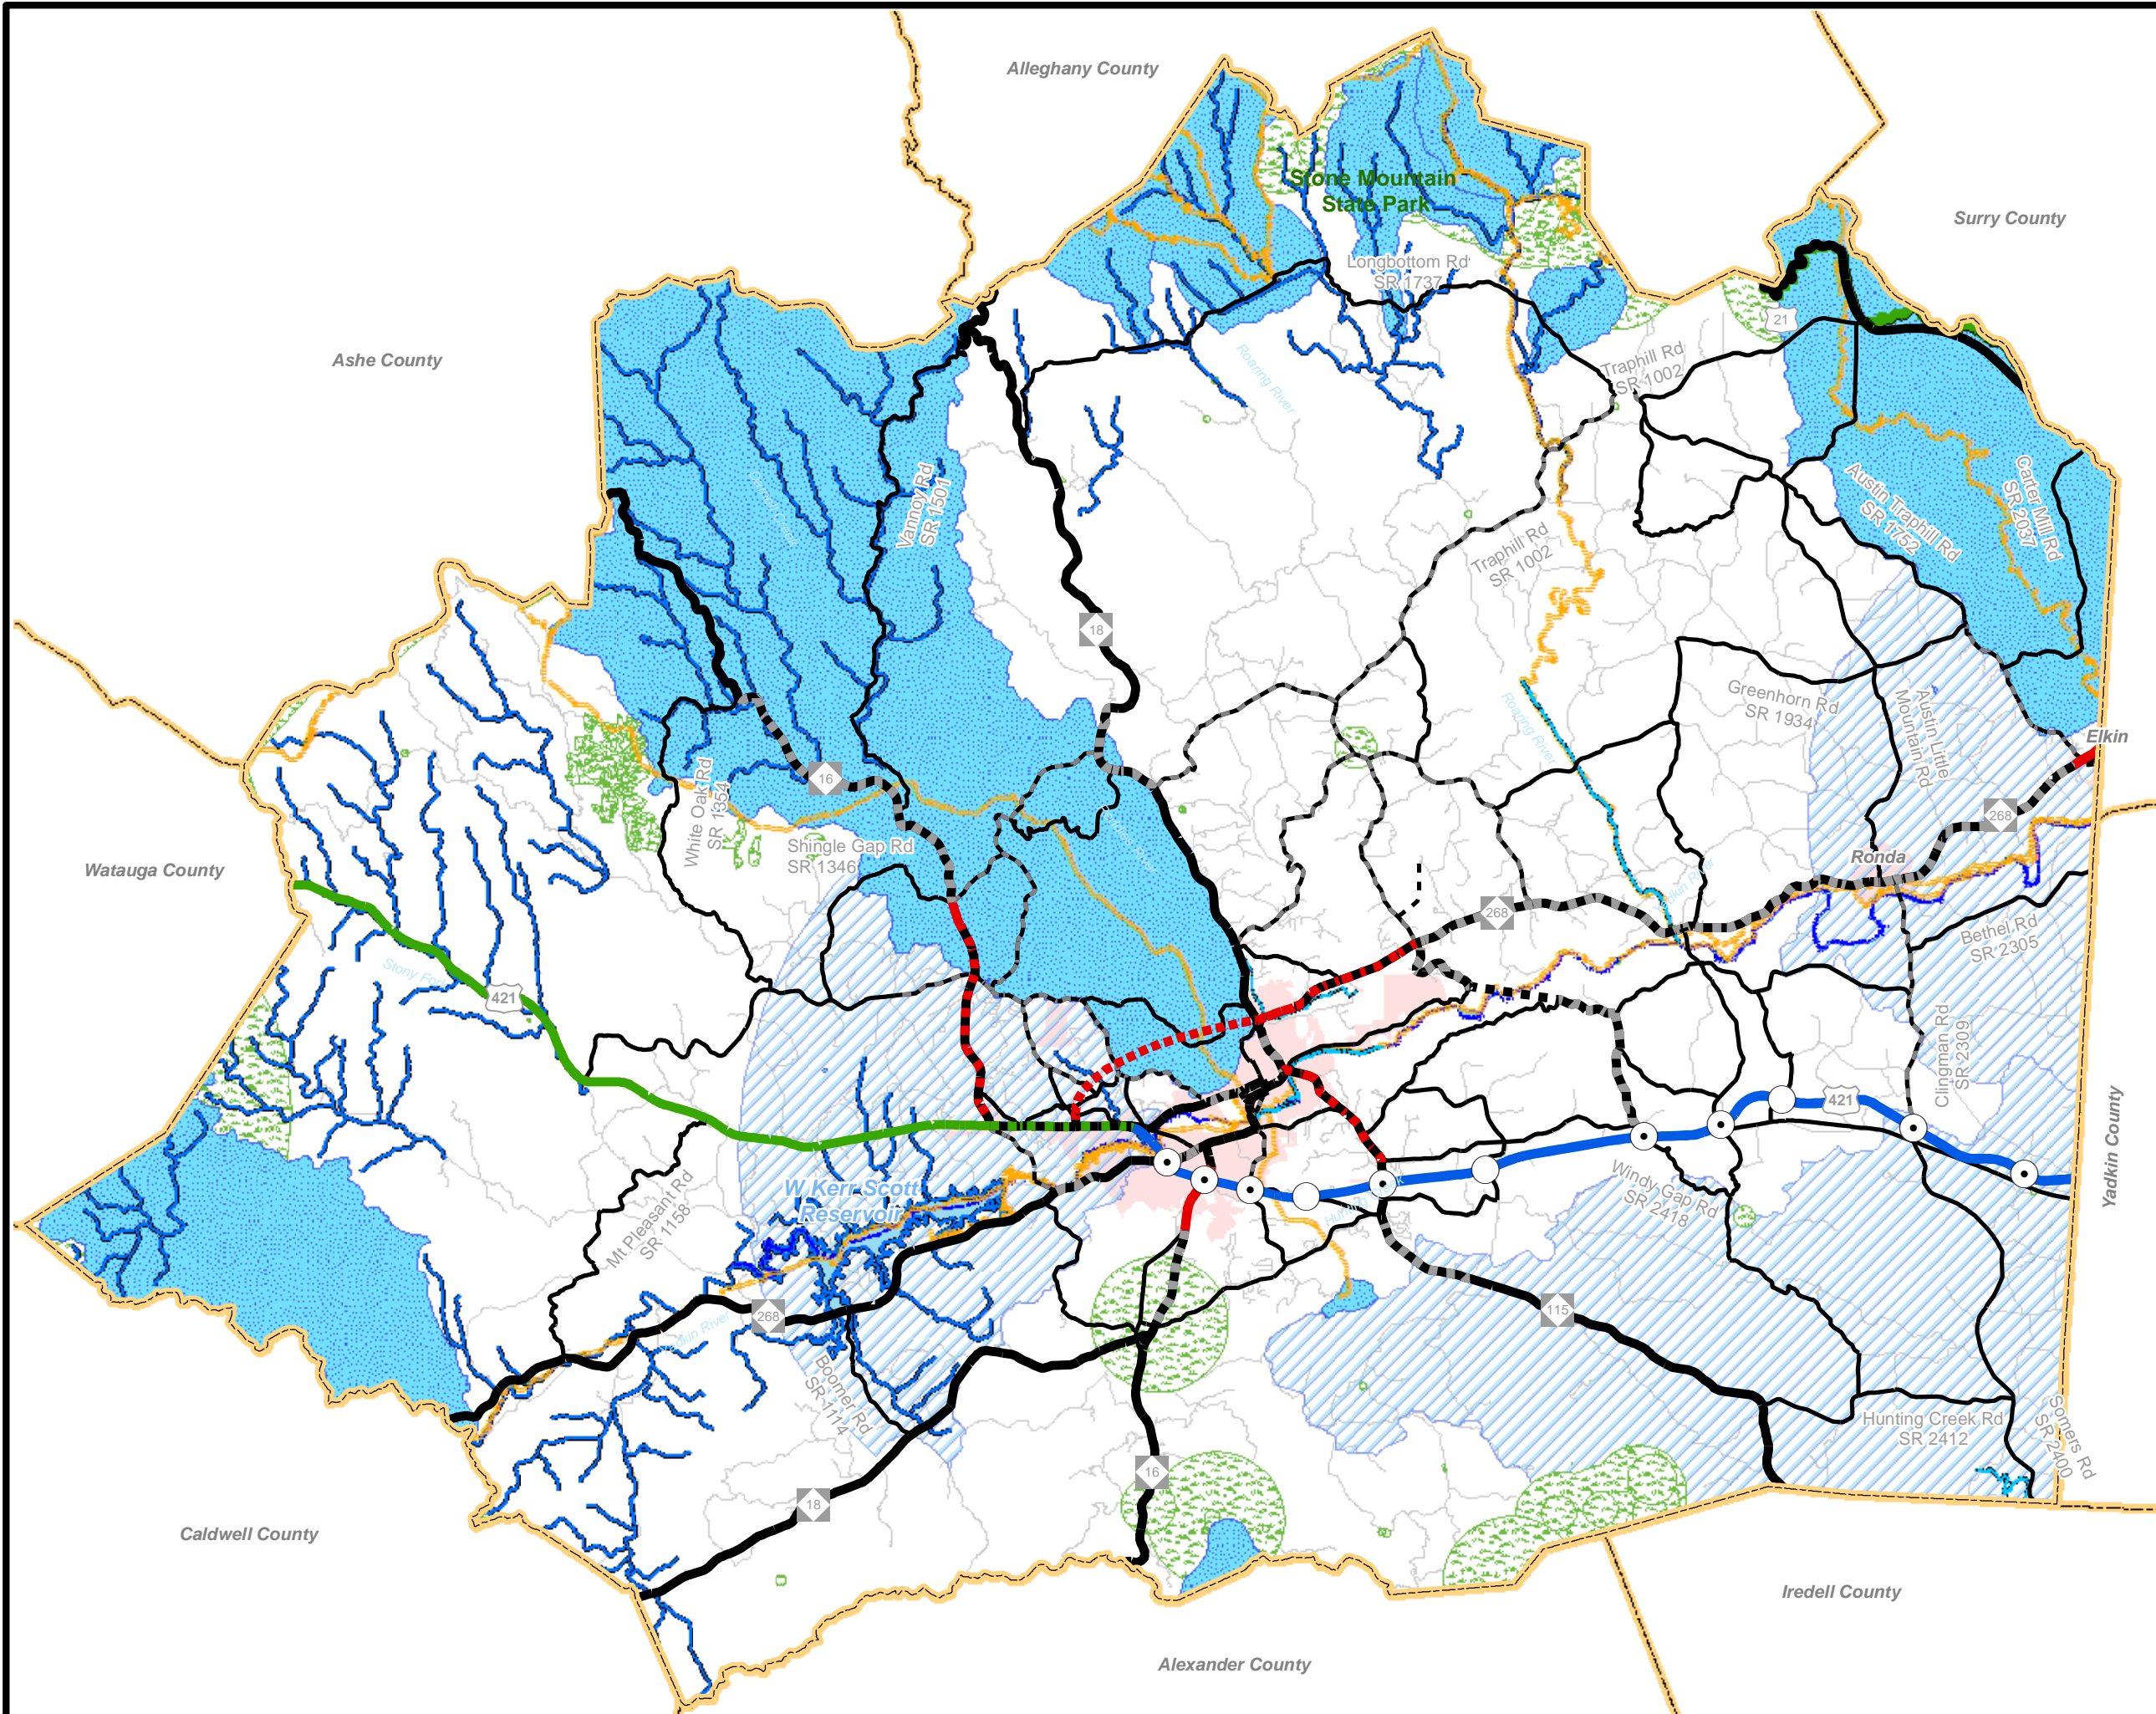 Alleghany County
Stone Mountain
State Park
Surry County
Longbottom Rd
SR 1737
21
Ashe County
Roaring River
Traphill Rd
SR 1002
Vannoy Rd
SR 1501
Austin Traphill Rd
SR 1752
Carter Mill Rd
SR 2037
Traphill Rd
SR 1002
18
Roaring River
Greenhorn Rd
SR 1934
Austin Little
Mountain Rd
Elkin
16
White Oak Rd
SR 1354
Shingle Gap Rd
SR 1346
268
Ronda
Watauga County
268
Bethel Rd
SR 2305
421
Clingman Rd
SR 2309
421
Yadkin County
W Kerr Scott
Reservoir
Mt Pleasant Rd
SR 1158
Windy Gap Rd
SR 2418
268
115
Boomer Rd
SR 1114
Hunting Creek Rd
SR 2412
Somers Rd
SR 2400
16
18
Caldwell County
Iredell County
Alexander County